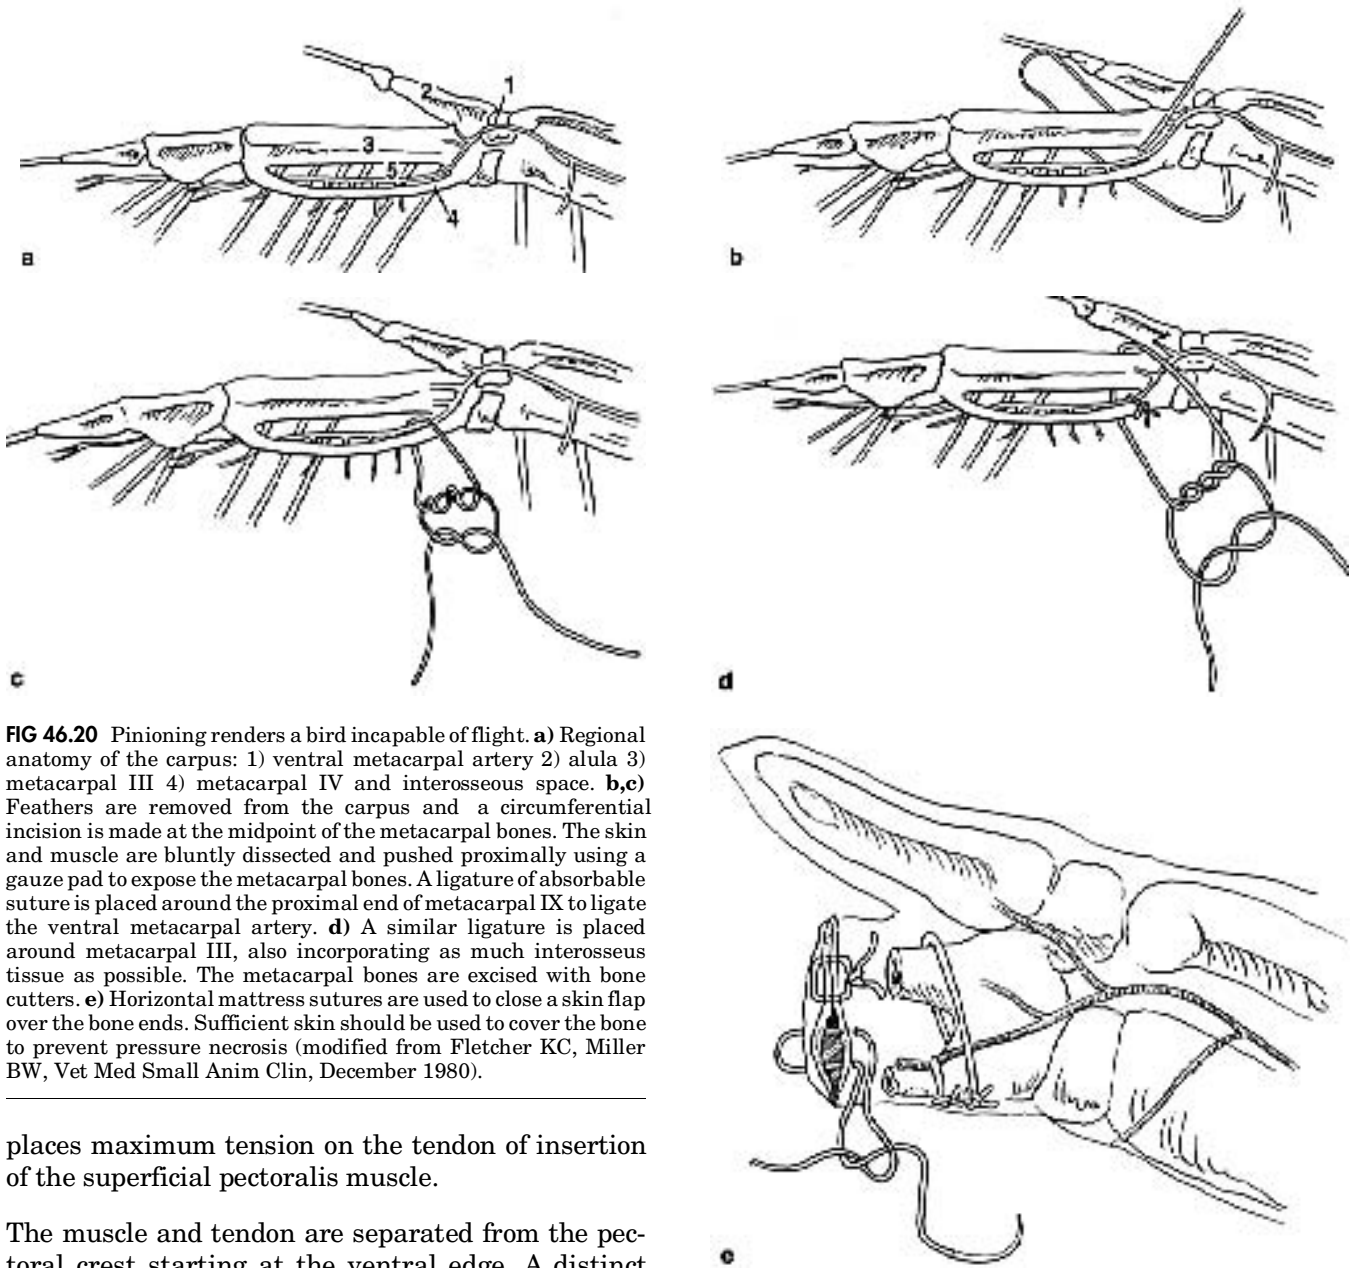 1
2
3
5
4
a
b
c
d
FIG 46.20 Pinioning renders a bird incapable of flight. a) Regional
anatomy of the carpus: 1) ventral metacarpal artery 2) alula 3)
metacarpal III 4) metacarpal IV and interosseous space. b,c)
Feathers are removed from the carpus and a circumferential
incision is made at the midpoint of the metacarpal bones. The skin
and muscle are bluntly dissected and pushed proximally using a
gauze pad to expose the metacarpal bones. A ligature of absorbable
suture is placed around the proximal end of metacarpal IX to ligate
the ventral metacarpal artery. d) A similar ligature is placed
around metacarpal III, also incorporating as much interosseus
tissue as possible. The metacarpal bones are excised with bone
cutters. e) Horizontal mattress sutures are used to close a skin flap
over the bone ends. Sufficient skin should be used to cover the bone
to prevent pressure necrosis (modified from Fletcher KC, Miller
BW, Vet Med Small Anim Clin, December 1980).
places maximum tension on the tendon of insertion
of the superficial pectoralis muscle.
The muscle and tendon are separated from the pec-
toral crest starting at the ventral edge. A distinct
e